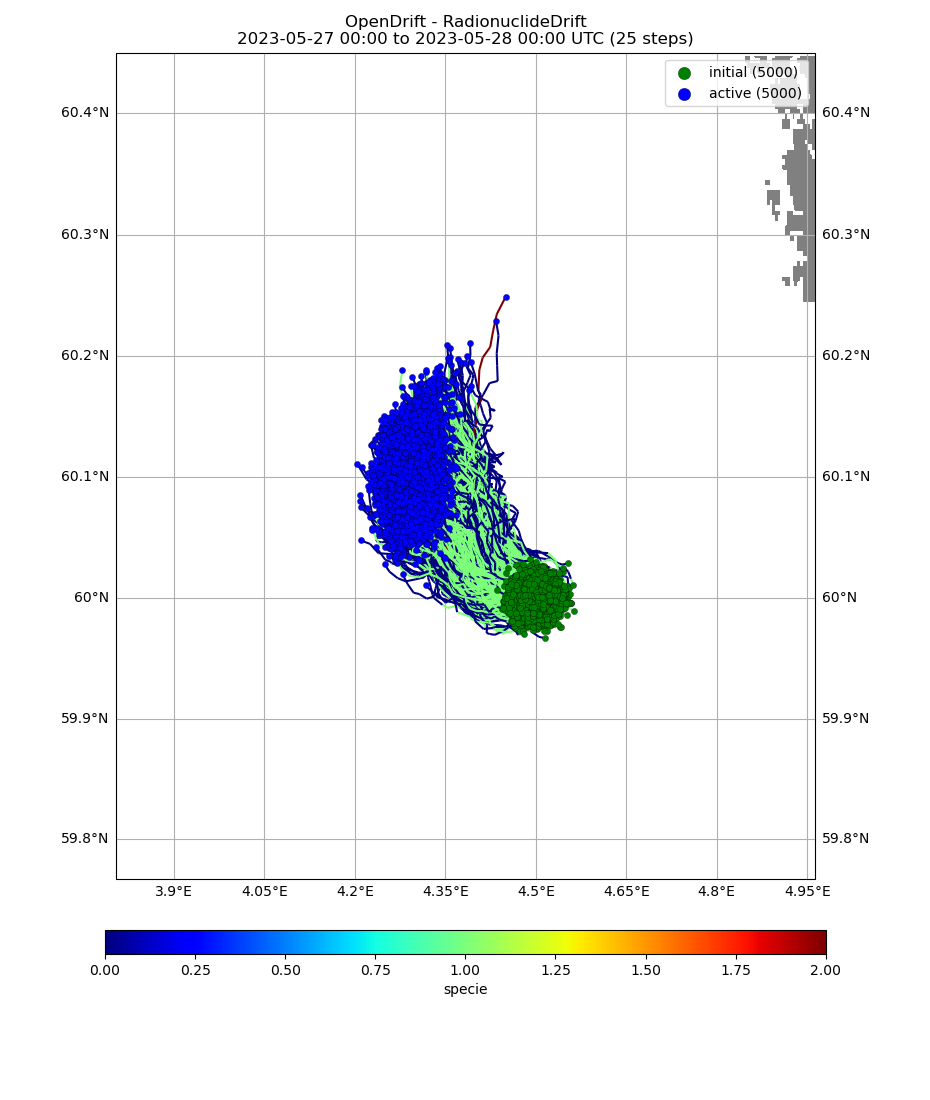 OpenDrift - RadionuclideDrift
2023-05-27 00:00 to 2023-05-28 00:00 UTC (25 steps)
initial (5000)
active (5000)
60.4°N 60.4°N
60.3°N 60.3°N
60.2°N 60.2°N
60.1°N 60.1°N
60°N 60°N
59.9°N 59.9°N
59.8°N 59.8°N
3.9°E 4.05°E 4.2°E 4.35°E 4.5°E 4.65°E 4.8°E 4.95°E
0.00 0.25 0.50 0.75 1.00 1.25 1.50 1.75 2.00
specie